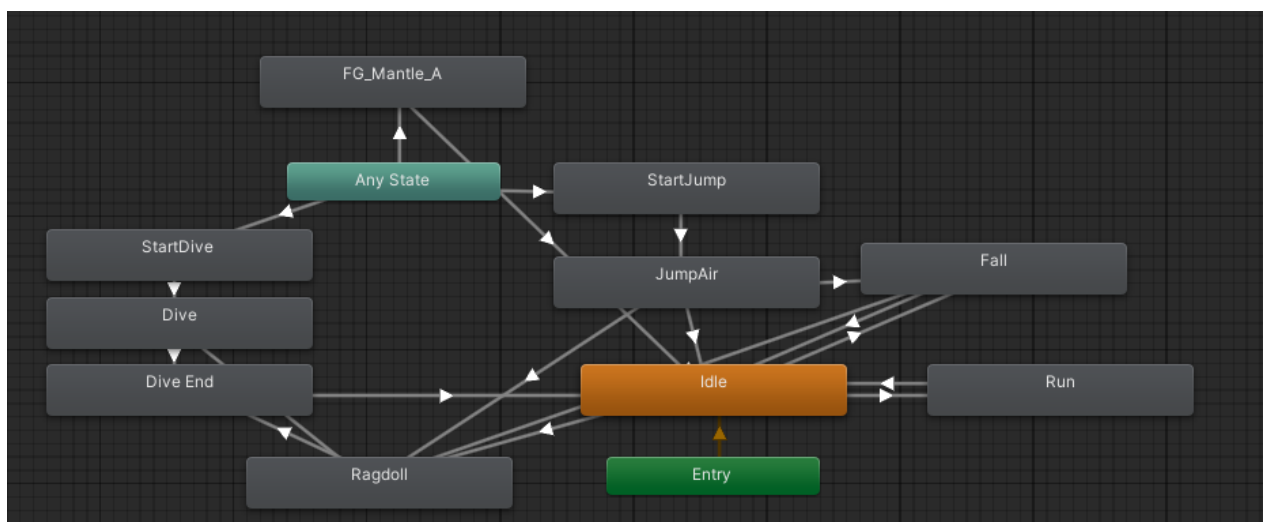 FG_Mantle_A
Any State
StartJump
StartDive
Fall
JumpAir
Dive
Dive End
Idle
Run
Ragdoll
Entry